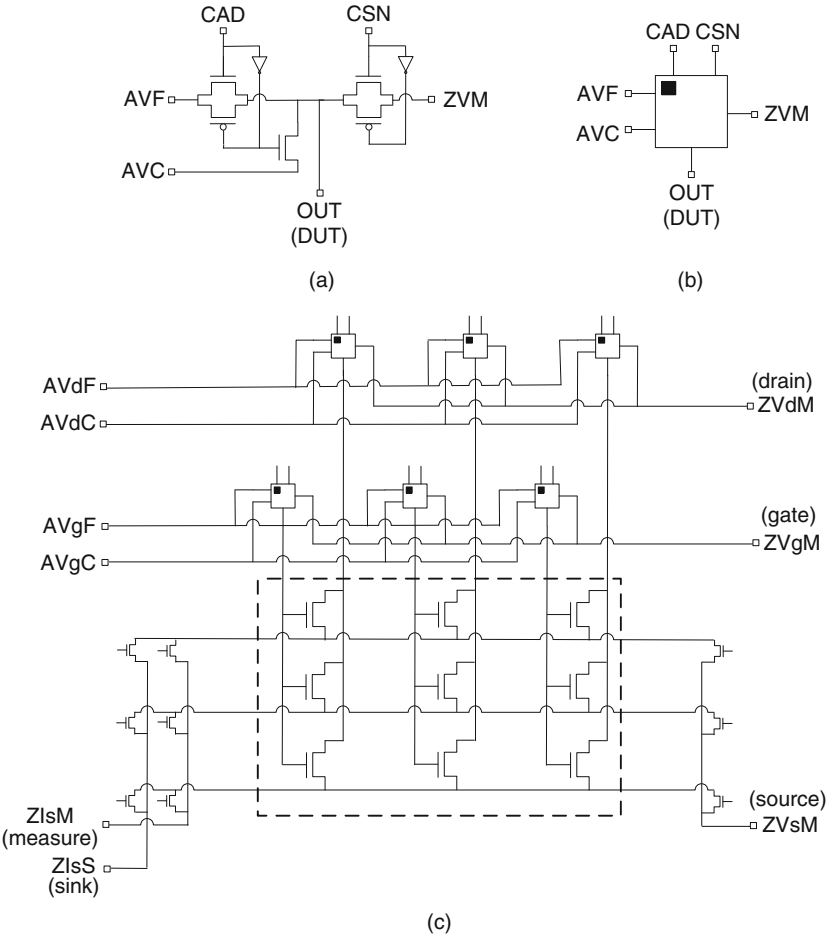 CAD
CSN
AVF
ZVM
AVC
OUT
(DUT)
(a)
CAD CSN
AVF
ZVM
AVC
OUT
(DUT)
(b)
AVdF
(drain)
ZVdM
AVdC
AVgF
(gate)
ZVgM
AVgC
ZIsM
(measure)
(source)
ZVsM
ZIsS
(sink)
(c)